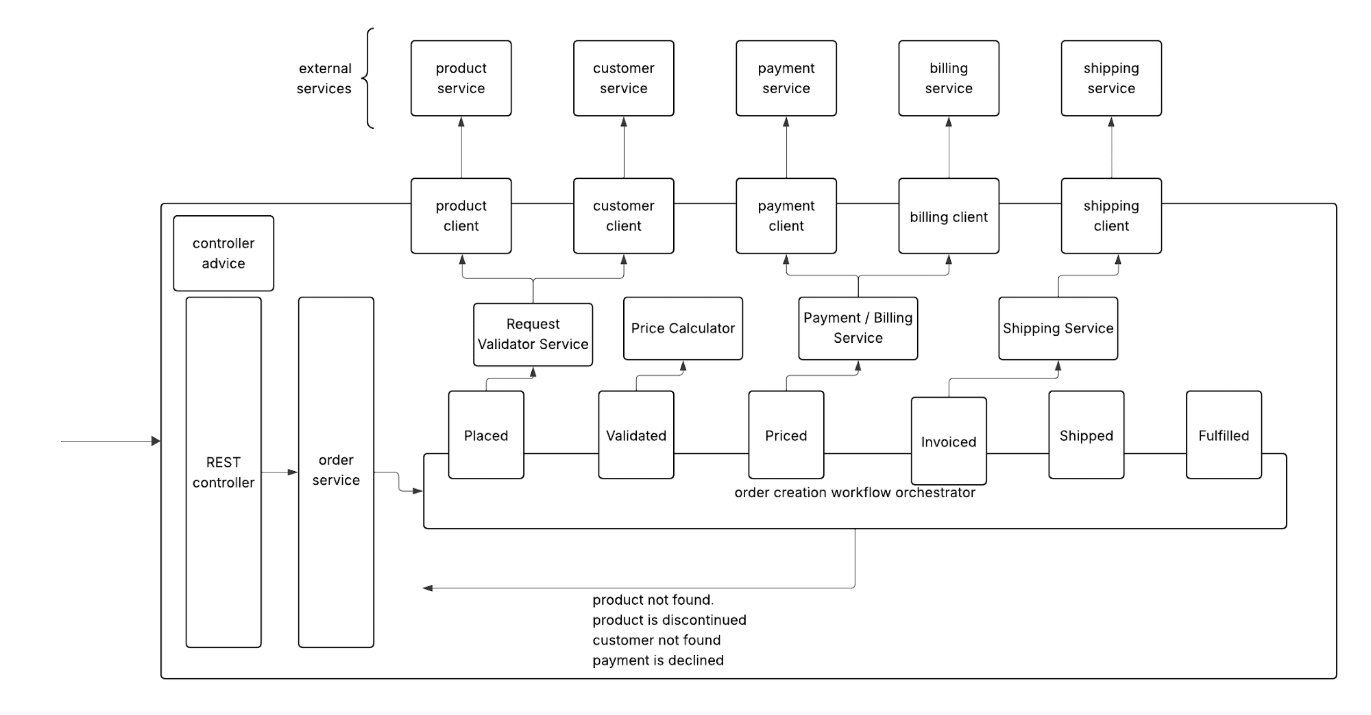 external
services
product
service
customer
service
payment
service
billing
service
shipping
service
product
client
customer
client
payment
client
billing client
shipping
client
controller
advice
Request
Validator Service
Price Calculator
Payment / Billing
Service
Shipping Service
Placed
Validated
Priced
Invoiced
Shipped
Fulfilled
REST
controller
order
service
order creation workflow orchestrator
product not found.
product is discontinued
customer not found
payment is declined